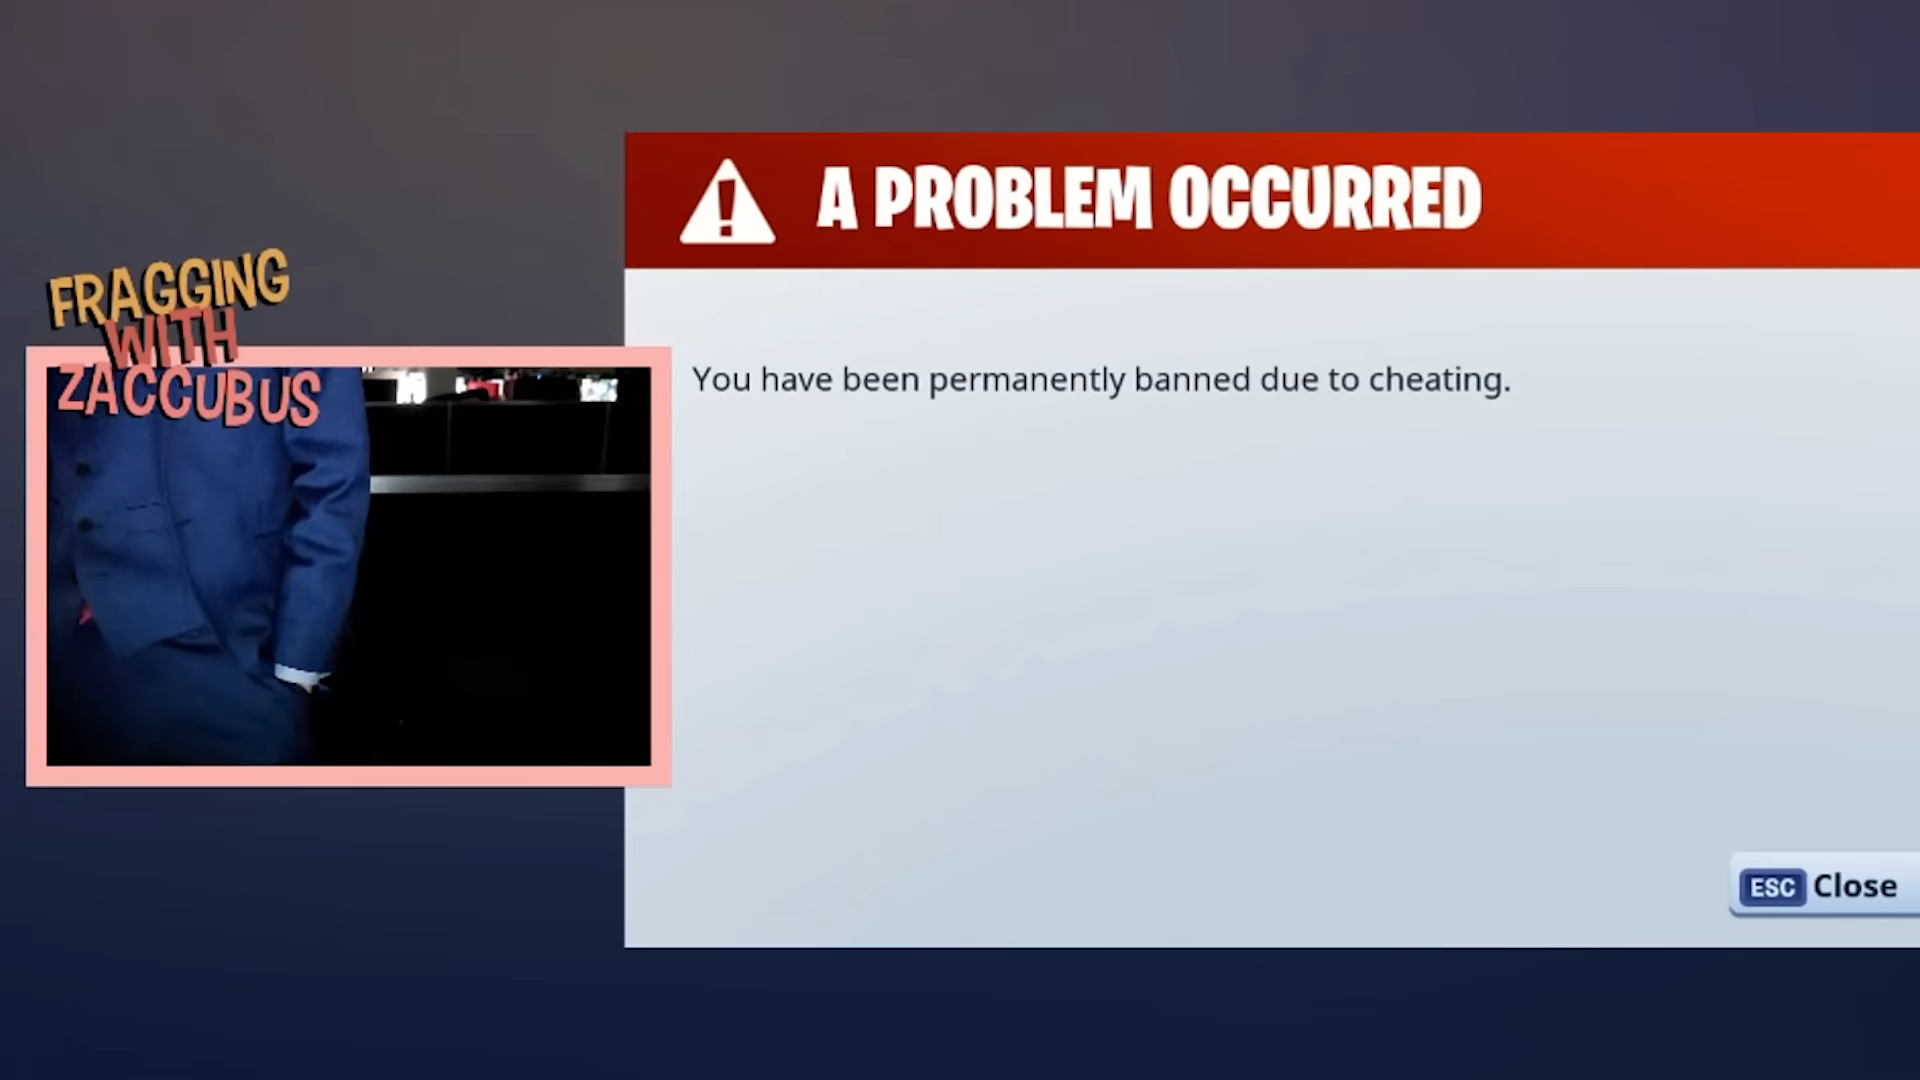 A PROBLEM OCCURRED
FRAGGING
WITH
ZACCUBUS
You have been permanently banned due to cheating.
ESC Close